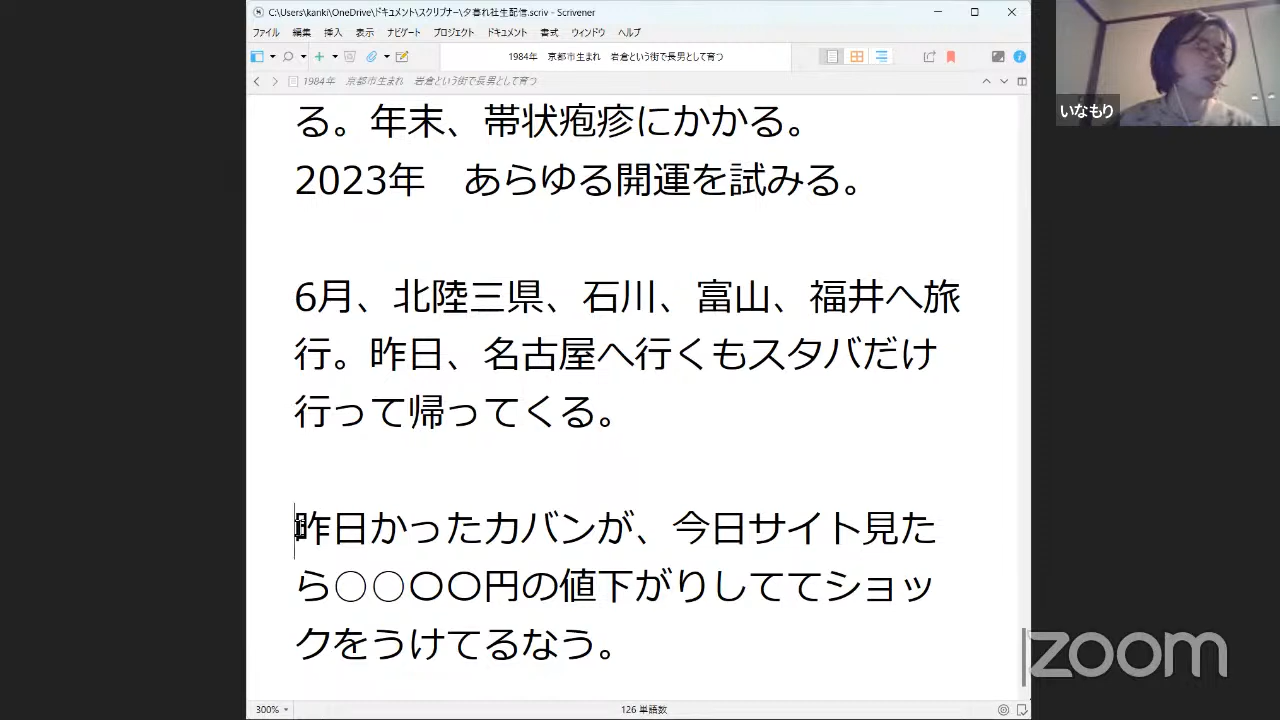 C:\Users\kanki\OneDrive\ドキュメント\スクリプナー\夕暮れ社生配信.scriv - Scrivener
ファイル 編集 挿入 表示 ナビゲート プロジェクト ドキュメント 書式 ウインドウ ヘルプ
1984年　京都市生まれ　岩倉という街で長男として育つ
1984年　京都市生まれ　岩倉という街で長男として育つ
いなもり
る。年末、帯状疱疹にかかる。
2023年　あらゆる開運を試みる。
6月、北陸三県、石川、富山、福井へ旅
行。昨日、名古屋へ行くもスタバだけ
行って帰ってくる。
昨日かったカバンが、今日サイト見た
ら○○〇〇円の値下がりしててショッ
クをうけてるなう。
zoom
300%
126 単語数